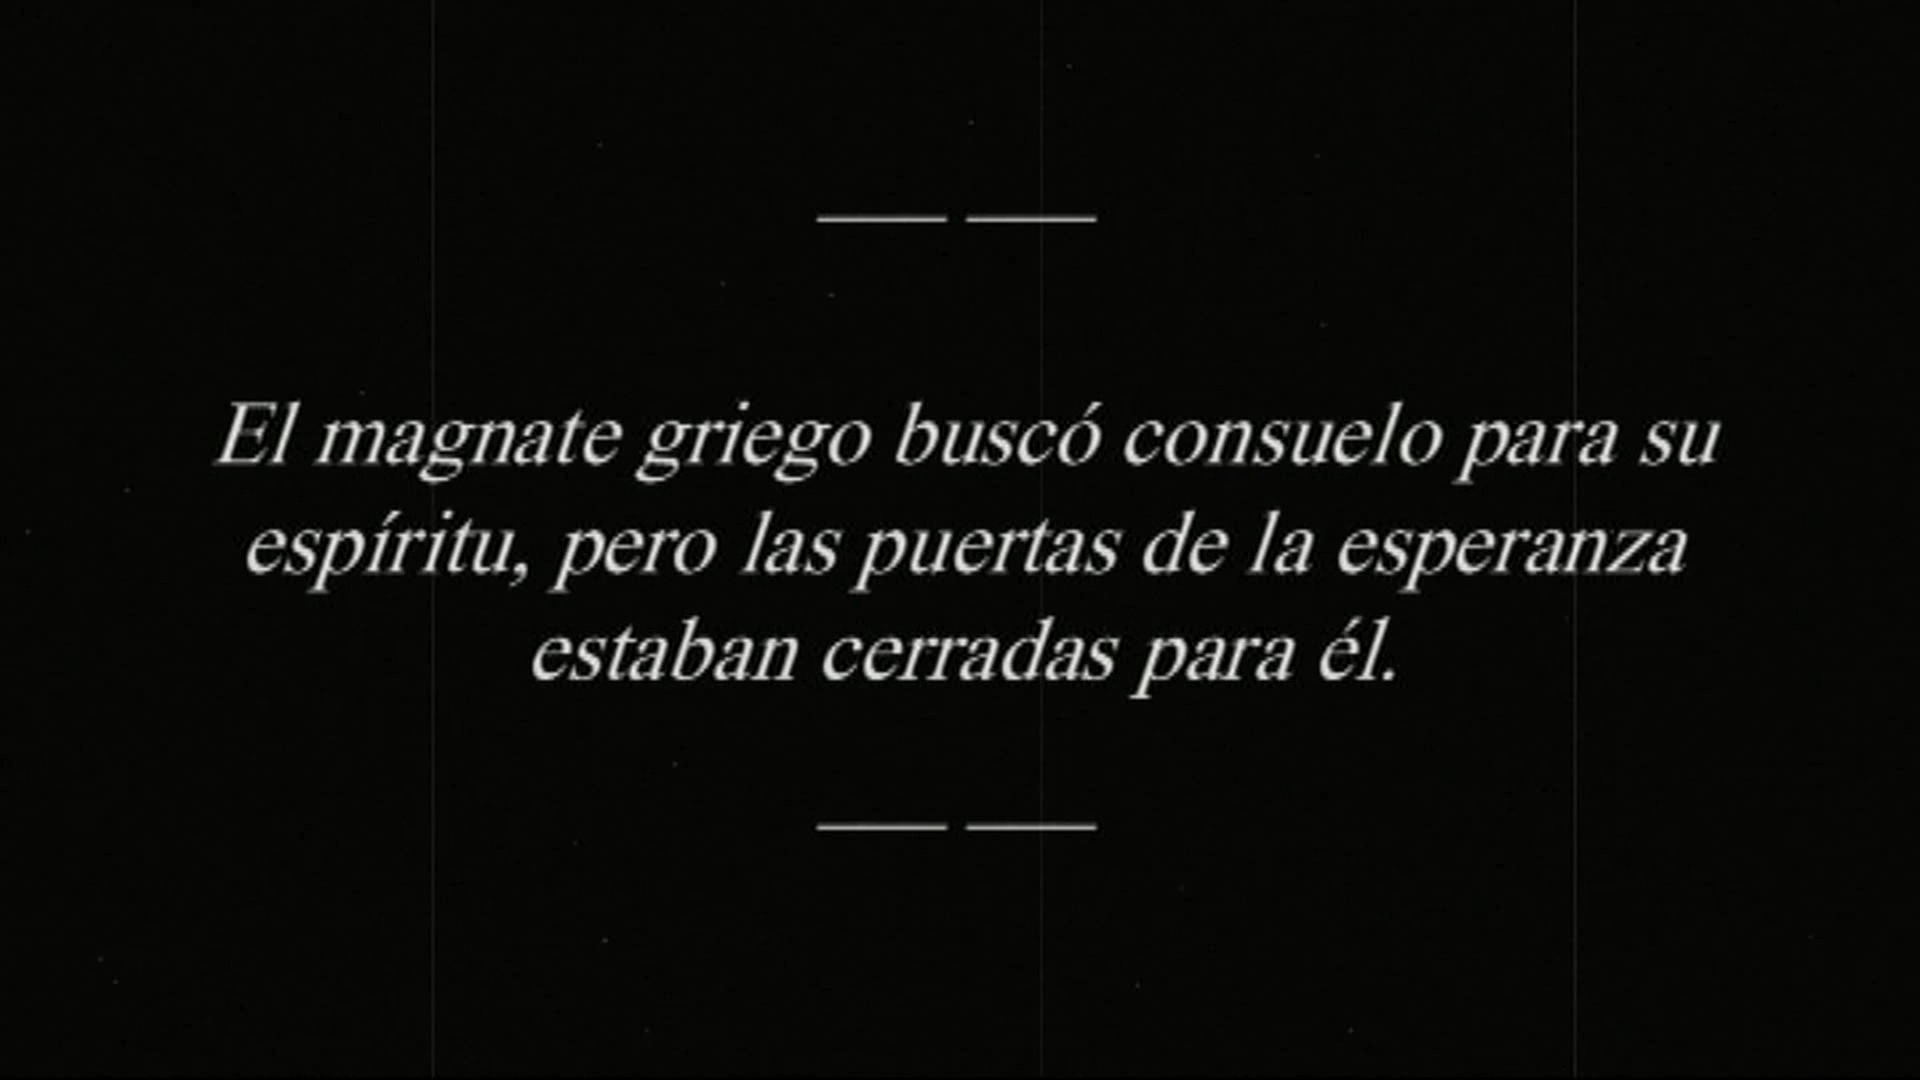 El magnate griego buscó consuelo para su
espíritu, pero las puertas de la esperanza
estaban cerradas para él.